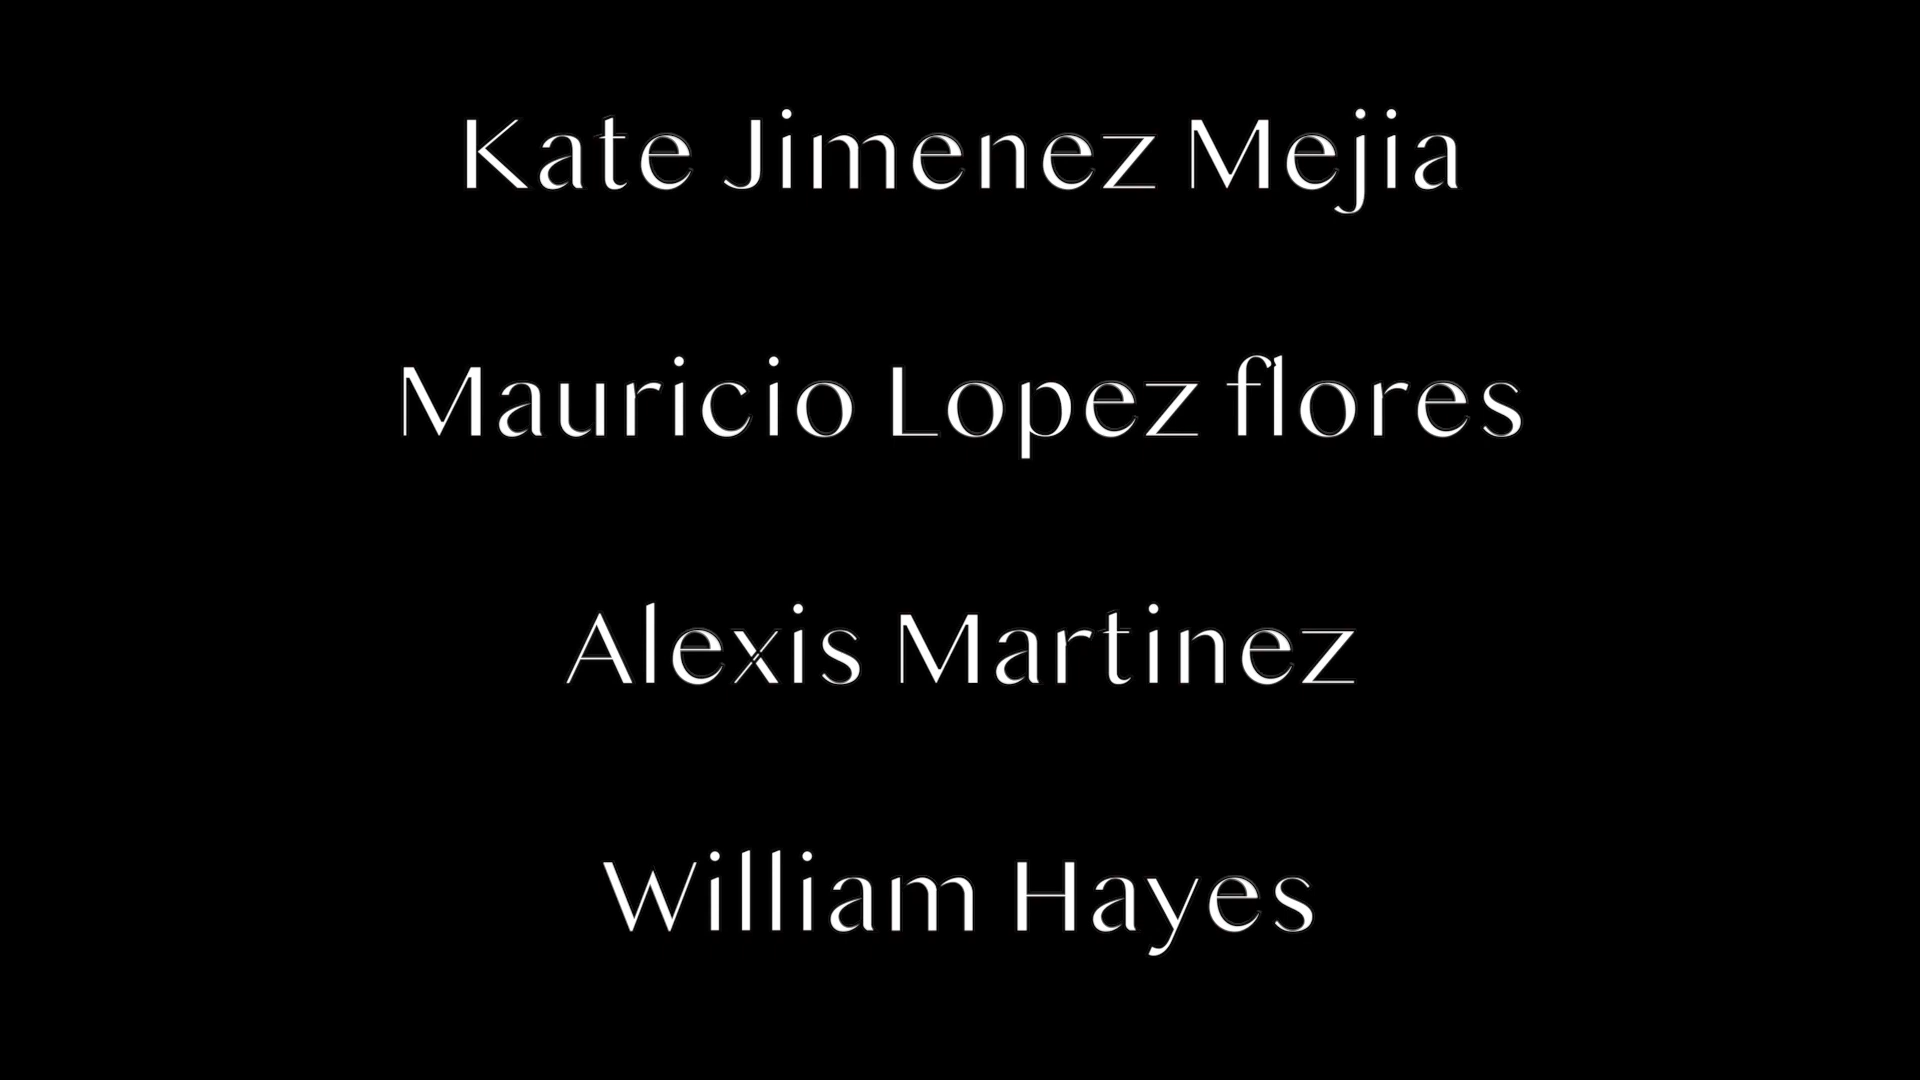 Kate Jimenez Mejia
Mauricio Lopez flores
Alexis Martinez
William Hayes